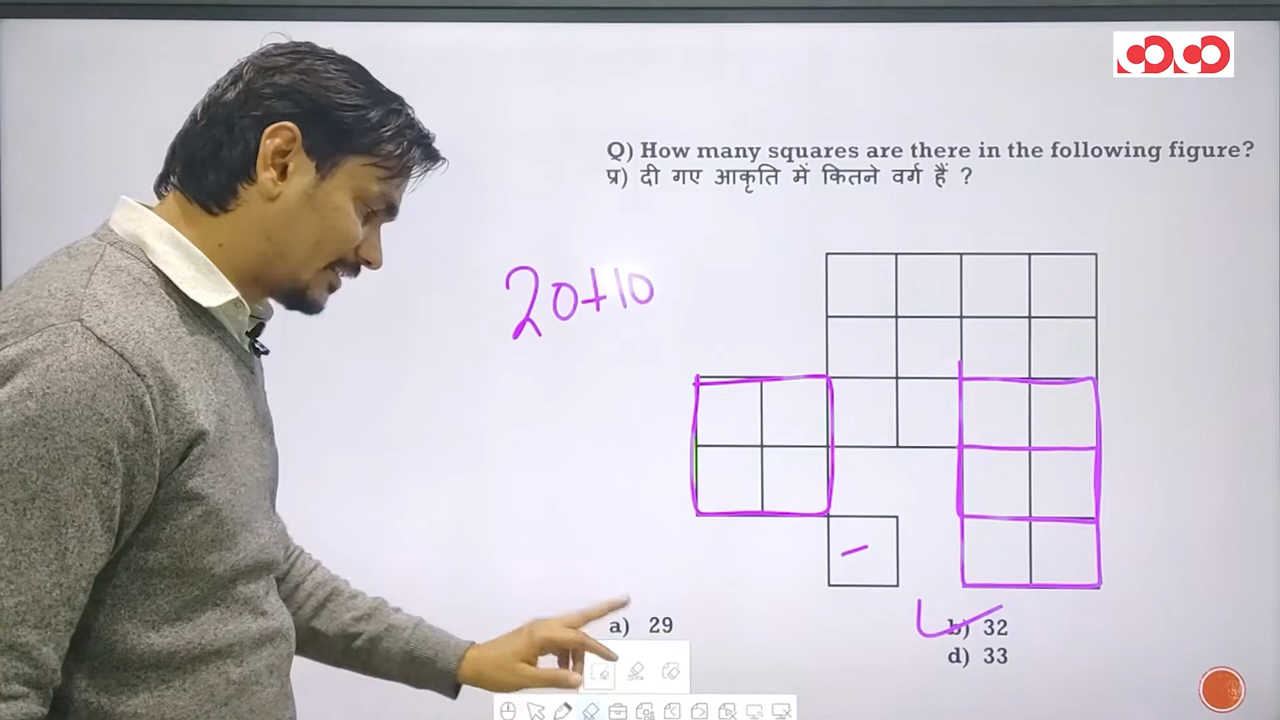 Q) How many squares are there in the following figure?
प्र) दी गए आकृति में कितने वर्ग हैं ?
20+10
a) 29
b) 32
d) 33